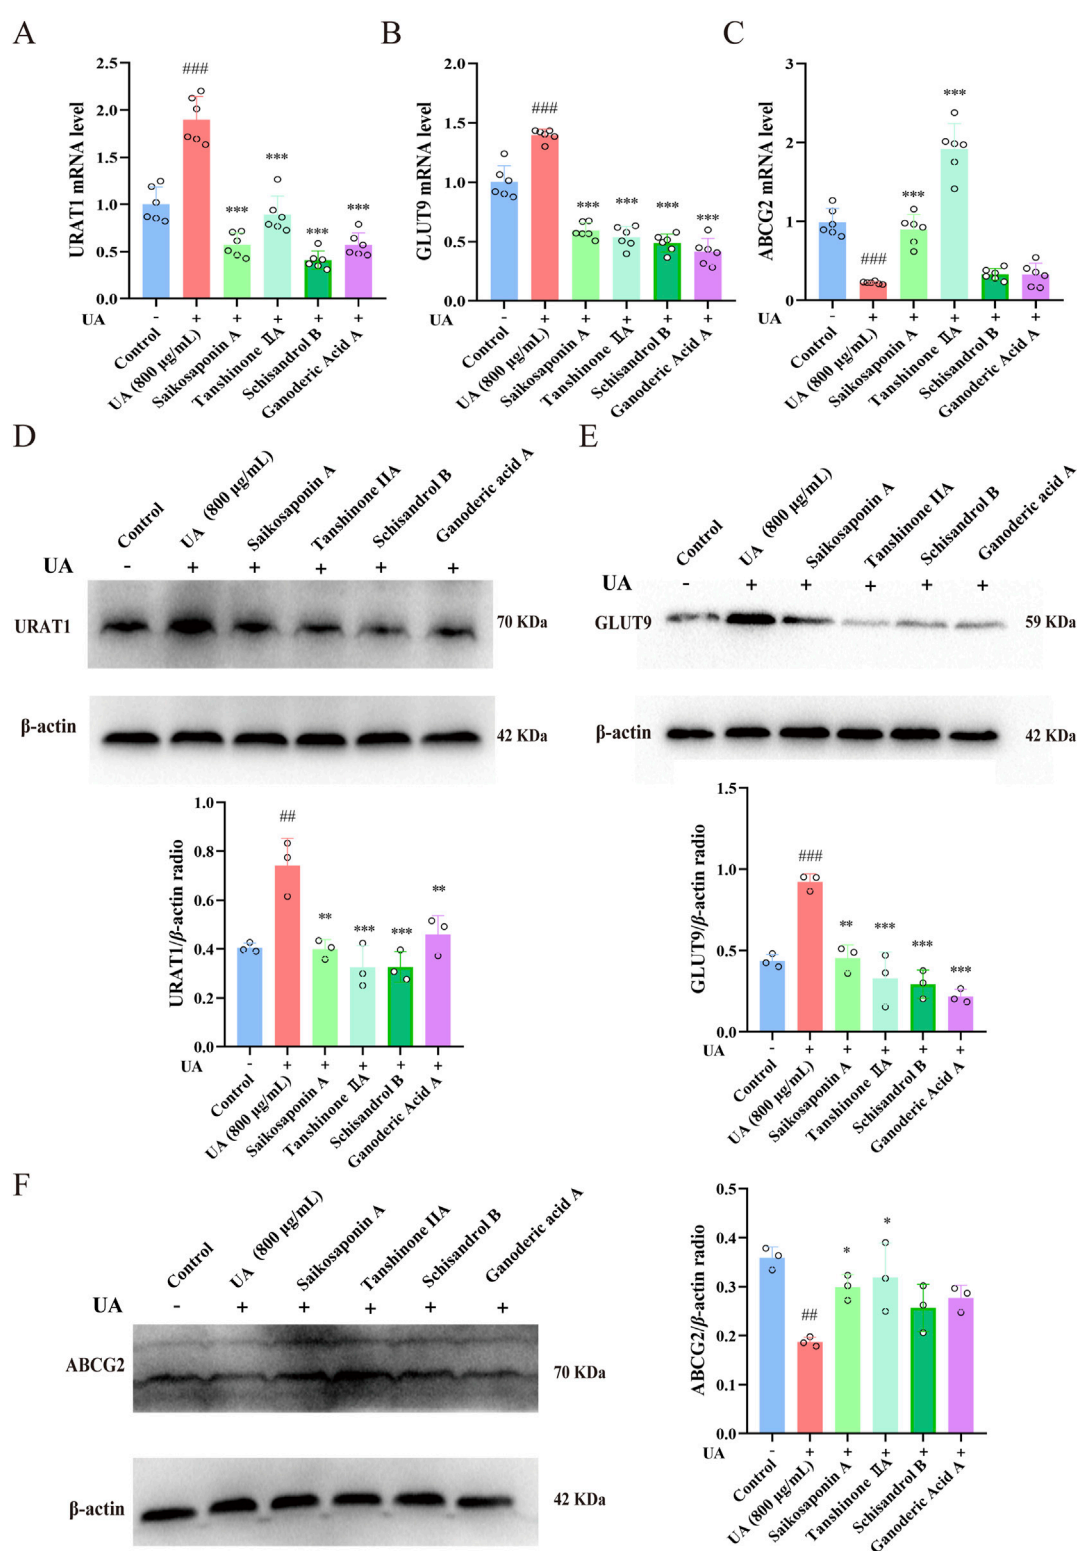 A
URAT1 mRNA level
2.5
2.0
1.5
1.0
0.5
0.0
###
***
***
***
***
UA
-
+
+
+
+
+
Control
UA (800 μg/mL)
Saikosaponin A
Tanshinone IIA
Schisandrol B
Ganoderic Acid A
B
GLUT9 mRNA level
2.0
1.5
1.0
0.5
0.0
###
***
***
***
***
UA
-
+
+
+
+
+
Control
UA (800 μg/mL)
Saikosaponin A
Tanshinone IIA
Schisandrol B
Ganoderic Acid A
C
ABCG2 mRNA level
3
2
1
0
###
***
***
UA
-
+
+
+
+
+
Control
UA (800 μg/mL)
Saikosaponin A
Tanshinone IIA
Schisandrol B
Ganoderic Acid A
D
Control
UA (800 μg/mL)
Saikosaponin A
Tanshinone IIA
Schisandrol B
Ganoderic acid A
UA
-
+
+
+
+
+
URAT1
70 KDa
β-actin
42 KDa
URAT1/β-actin radio
1.0
0.8
0.6
0.4
0.2
0.0
##
**
***
***
**
UA
-
+
+
+
+
+
Control
UA (800 μg/mL)
Saikosaponin A
Tanshinone IIA
Schisandrol B
Ganoderic Acid A
E
Control
UA (800 μg/mL)
Saikosaponin A
Tanshinone IIA
Schisandrol B
Ganoderic acid A
UA
-
+
+
+
+
+
GLUT9
59 KDa
β-actin
42 KDa
GLUT9/β-actin radio
1.5
1.0
0.5
0.0
###
**
***
***
***
UA
-
+
+
+
+
+
Control
UA (800 μg/mL)
Saikosaponin A
Tanshinone IIA
Schisandrol B
Ganoderic Acid A
F
Control
UA (800 μg/mL)
Saikosaponin A
Tanshinone IIA
Schisandrol B
Ganoderic acid A
UA
-
+
+
+
+
+
ABCG2
70 KDa
β-actin
42 KDa
ABCG2/β-actin radio
0.5
0.4
0.3
0.2
0.1
0.0
##
*
*
UA
-
+
+
+
+
+
Control
UA (800 μg/mL)
Saikosaponin A
Tanshinone IIA
Schisandrol B
Ganoderic Acid A